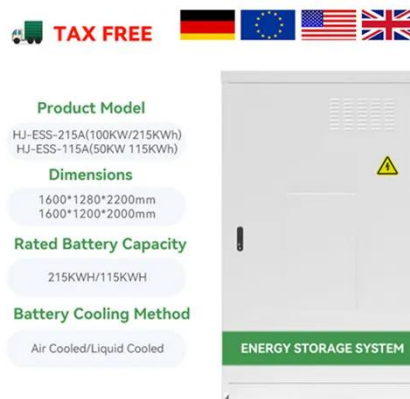 TAX FREE
Product Model
HJ-ESS-215A(100KW/215KWh)
HJ-ESS-115A(50KW 115KWh)
Dimensions
1600*1280*2200mm
1600*1200*2000mm
Rated Battery Capacity
215KWH/115KWH
Battery Cooling Method
Air Cooled/Liquid Cooled
ENERGY STORAGE SYSTEM